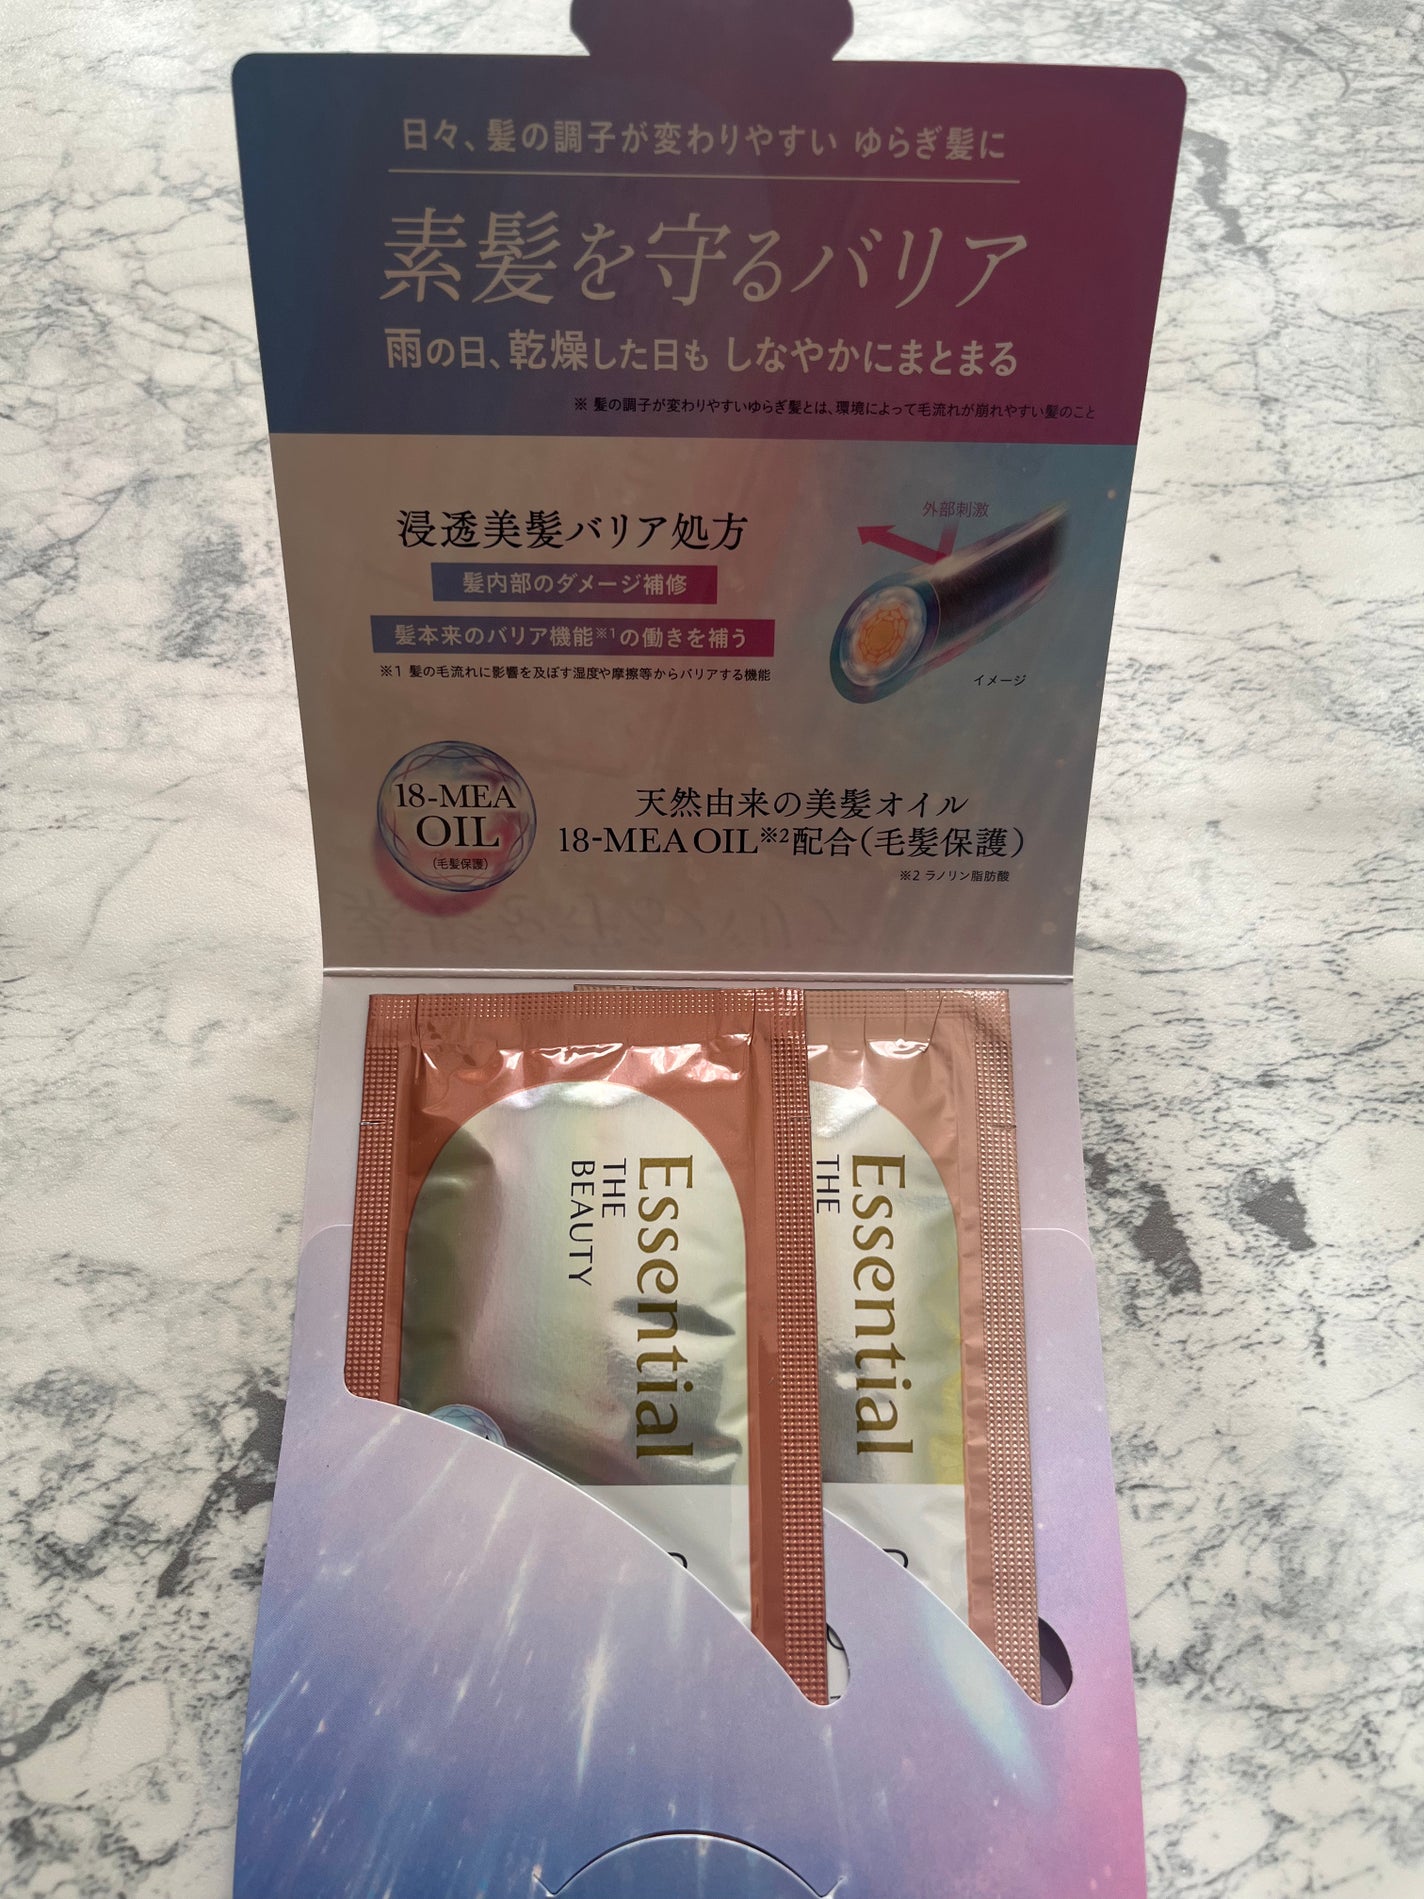 日々、髪の調子が変わりやすい ゆらぎ髪に
素髪を守るバリア
雨の日、乾燥した日も しなやかにまとまる
※ 髪の調子が変わりやすいゆらぎ髪とは、環境によって毛流れが崩れやすい髪のこと
浸透美髪バリア処方
髪内部のダメージ補修
髪本来のバリア機能※1の働きを補う
※1 髪の毛流れに影響を及ぼす湿度や摩擦等からバリアする機能
外部刺激
イメージ
18-MEA
OIL
(毛髪保護)
天然由来の美髪オイル
18-MEA OIL※2配合(毛髪保護)
※2 ラノリン脂肪酸
Essential
THE
BEAUTY
Essential
THE